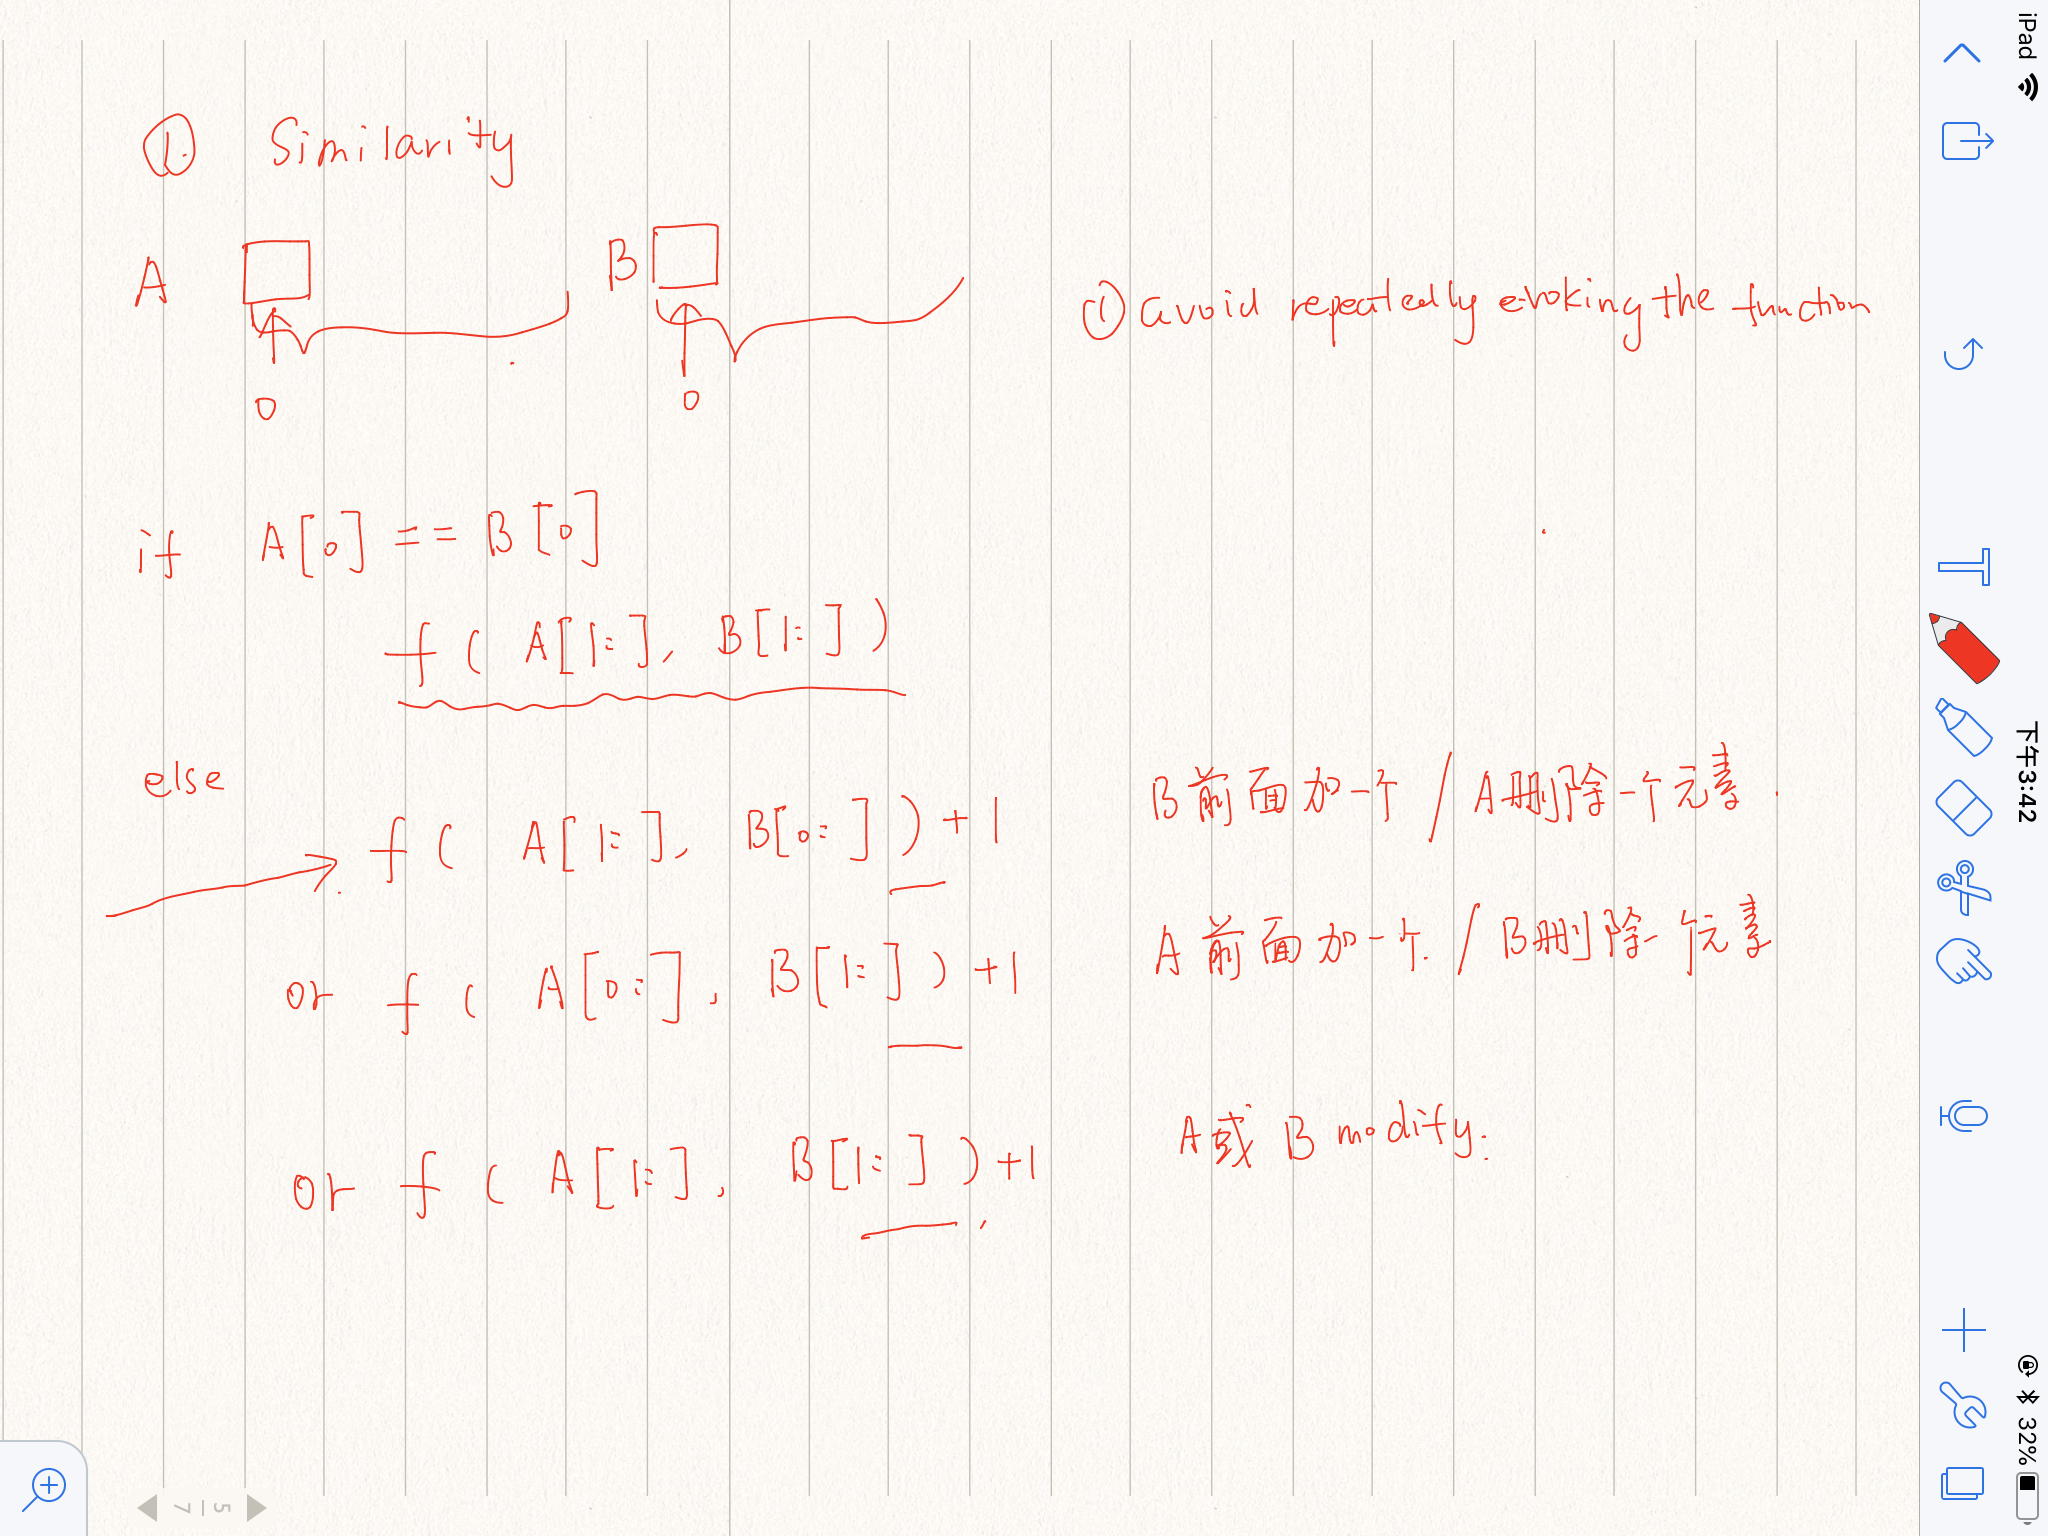 ① Similarity
A B
0 0
① avoid repeatedly evoking the function
if A[0] == B[0]
f ( A[1:], B[1:] )
else
f ( A[1:], B[0:] ) +1 B前面加一个 / A删除一个元素.
or f ( A[0:], B[1:] ) +1 A前面加一个. / B删除一个元素
or f ( A[1:], B[1:] ) +1 A或 B modify.
iPad 下午3:42 32%
5 | 7